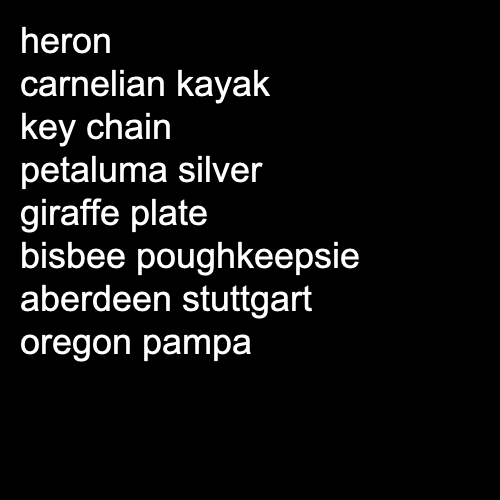 heron
carnelian kayak
key chain
petaluma silver
giraffe plate
bisbee poughkeepsie
aberdeen stuttgart
oregon pampa